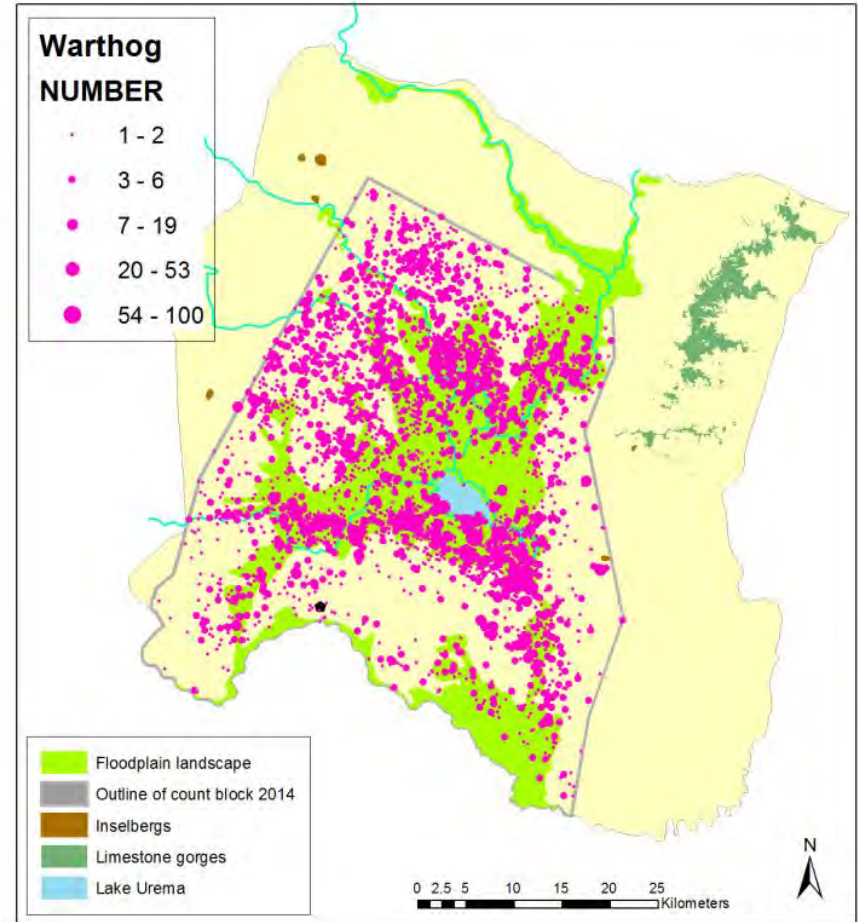 Warthog
NUMBER
1 - 2
3 - 6
7 - 19
20 - 53
54 - 100
Floodplain landscape
Outline of count block 2014
Inselbergs
Limestone gorges
Lake Urema
N
0 2.5 5 10 15 20 25
Kilometers